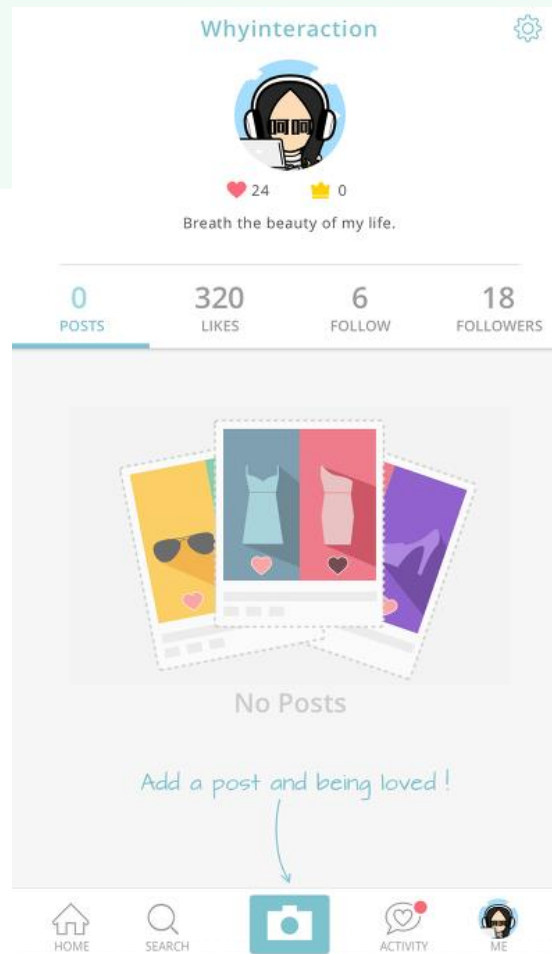 Whyinteraction
24 0
Breath the beauty of my life.
0 320 6 18
POSTS LIKES FOLLOW FOLLOWERS
No Posts
Add a post and being loved !
HOME SEARCH ACTIVITY ME